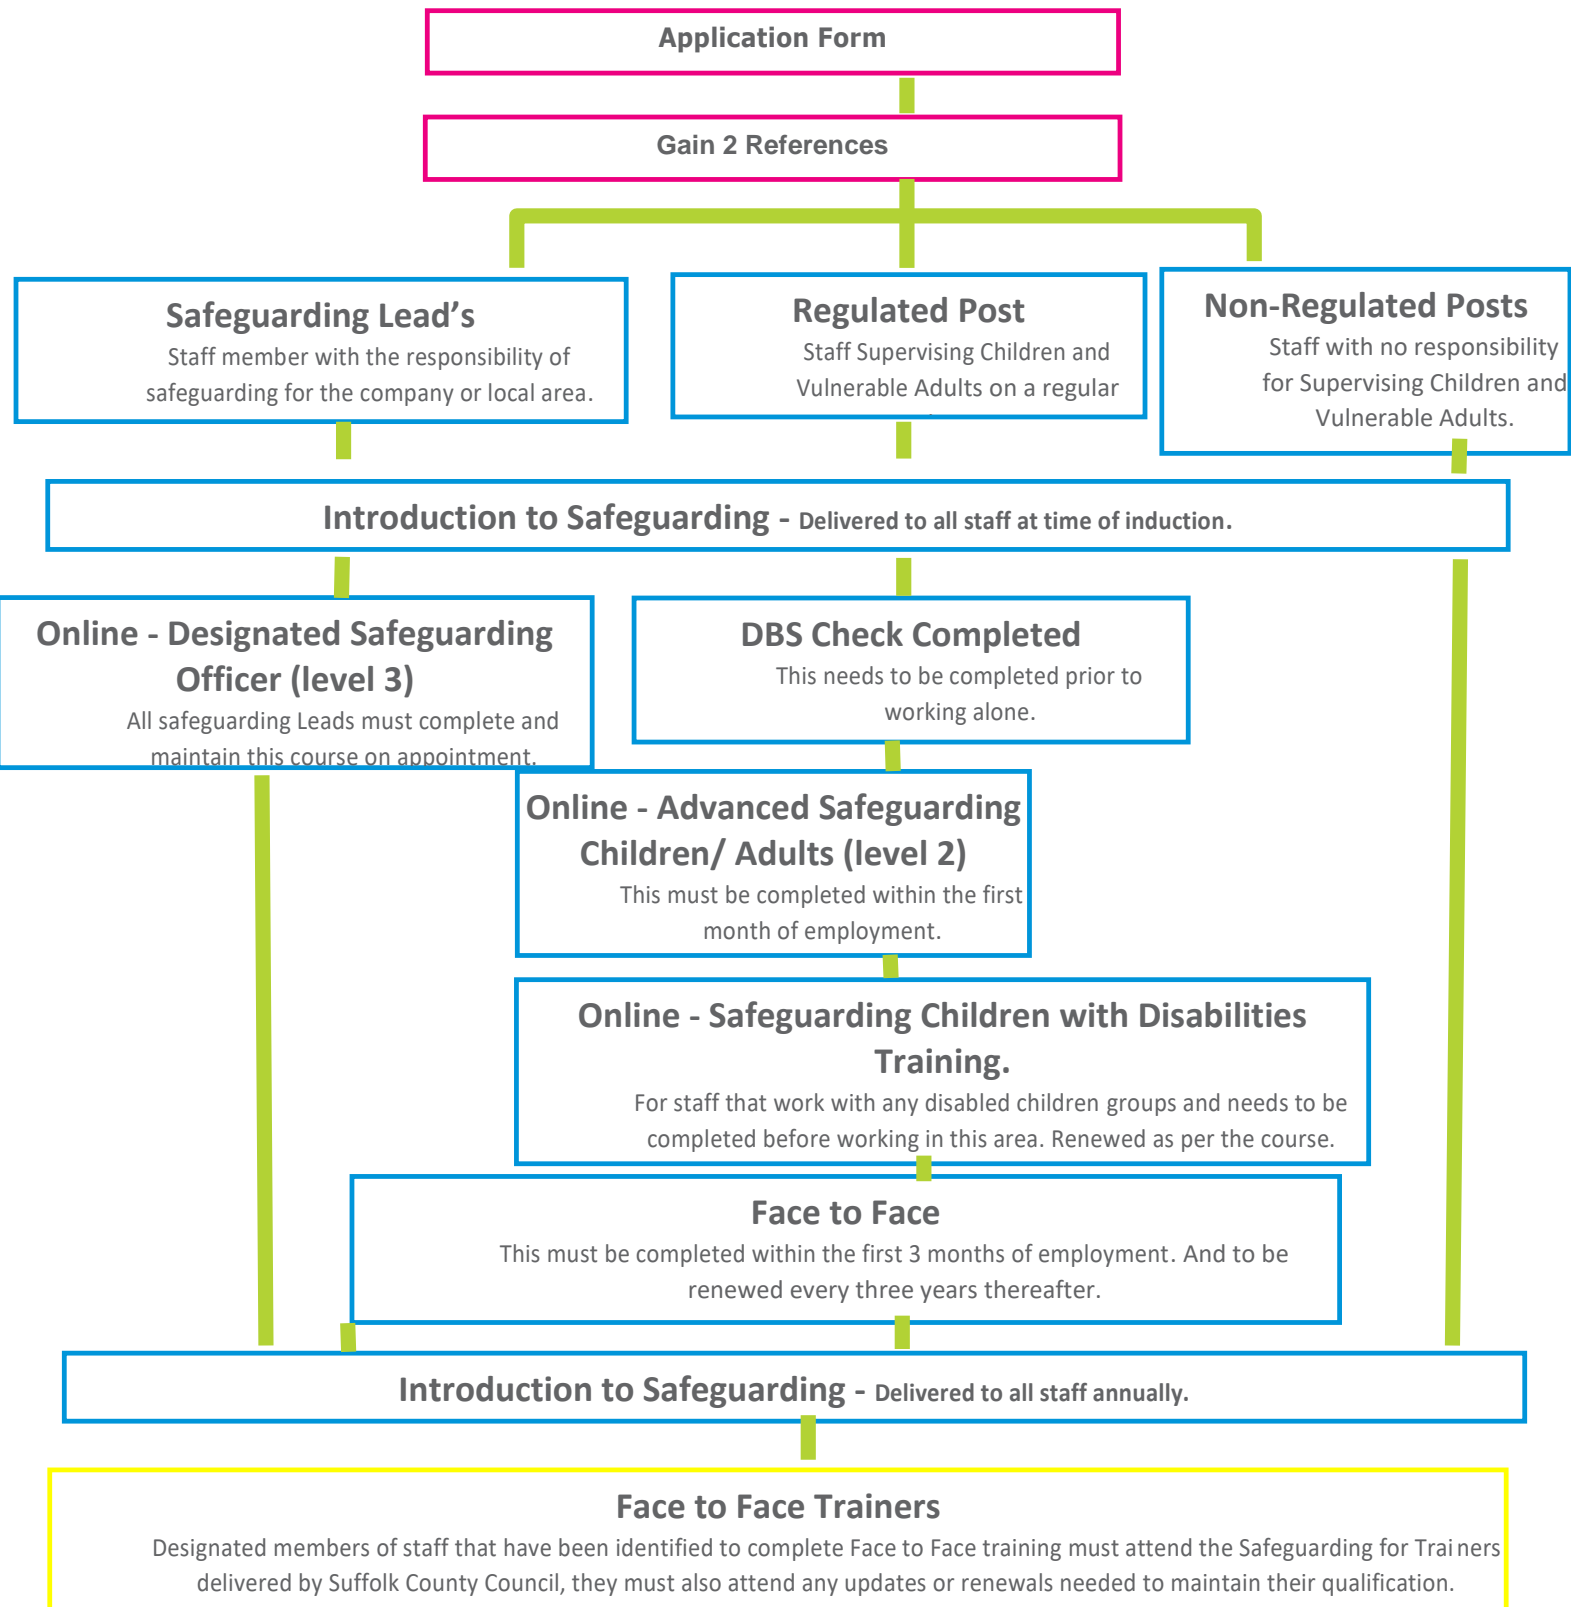 Application Form
Gain 2 References
Safeguarding Lead’s
Staff member with the responsibility of
safeguarding for the company or local area.
Regulated Post
Staff Supervising Children and
Vulnerable Adults on a regular
Non-Regulated Posts
Staff with no responsibility
for Supervising Children and
Vulnerable Adults.
Introduction to Safeguarding - Delivered to all staff at time of induction.
Online - Designated Safeguarding
Officer (level 3)
All safeguarding Leads must complete and
maintain this course on appointment.
DBS Check Completed
This needs to be completed prior to
working alone.
Online - Advanced Safeguarding
Children/ Adults (level 2)
This must be completed within the first
month of employment.
Online - Safeguarding Children with Disabilities
Training.
For staff that work with any disabled children groups and needs to be
completed before working in this area. Renewed as per the course.
Face to Face
This must be completed within the first 3 months of employment. And to be
renewed every three years thereafter.
Introduction to Safeguarding - Delivered to all staff annually.
Face to Face Trainers
Designated members of staff that have been identified to complete Face to Face training must attend the Safeguarding for Trainers
delivered by Suffolk County Council, they must also attend any updates or renewals needed to maintain their qualification.